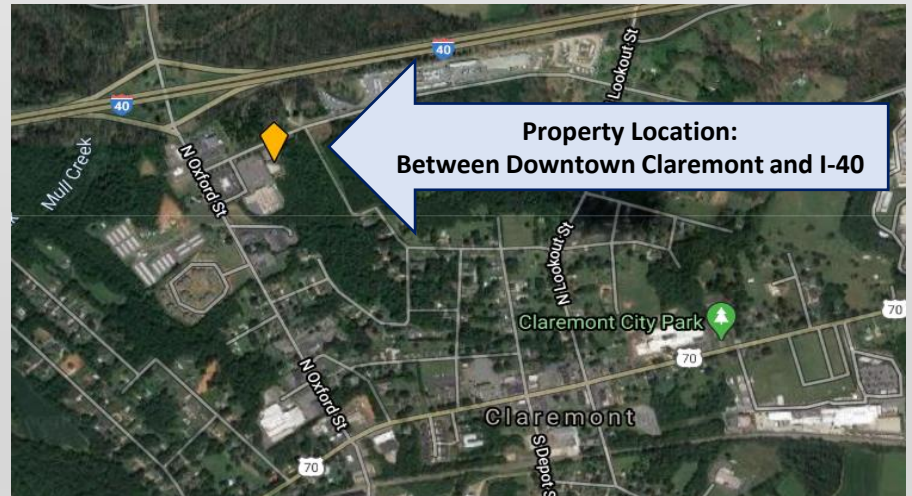 40
N Lookout St
40
Property Location:
Between Downtown Claremont and I-40
Mull Creek
N Oxford St
N Lookout St
Claremont City Park
70
70
N Oxford St
Claremont
S Depot S
70